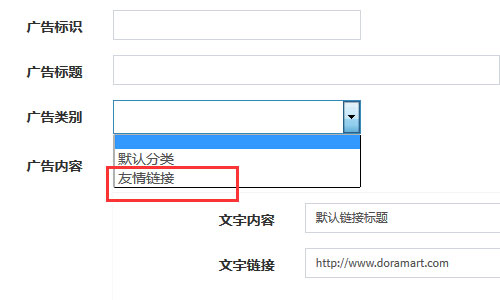 广告标识
广告标题
广告类别
默认分类
广告内容
友情链接
文字内容 默认链接标题
文字链接 http://www.doramart.com